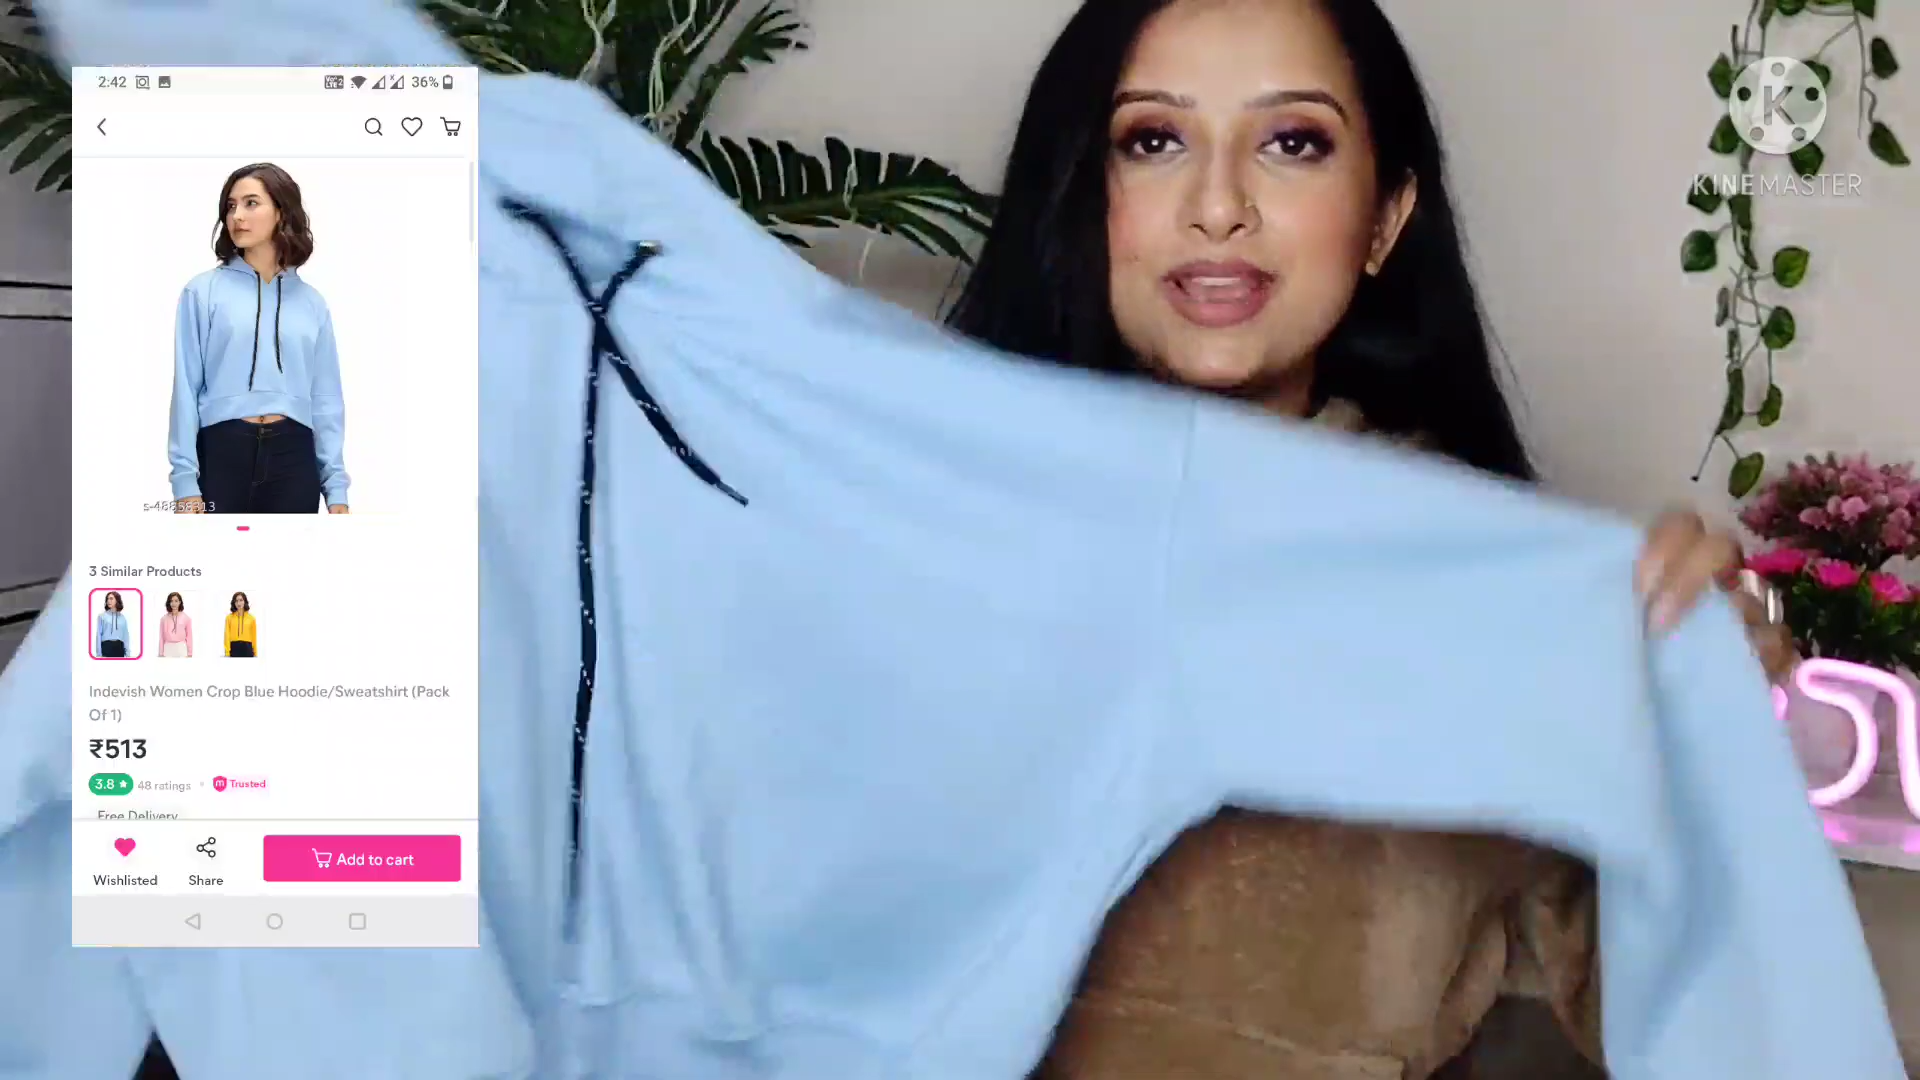 2:42
36%
s-48858313
3 Similar Products
Indevish Women Crop Blue Hoodie/Sweatshirt (Pack
Of 1)
₹513
3.8
48 ratings
Trusted
Free Delivery
Wishlisted
Share
Add to cart
K
KINEMASTER